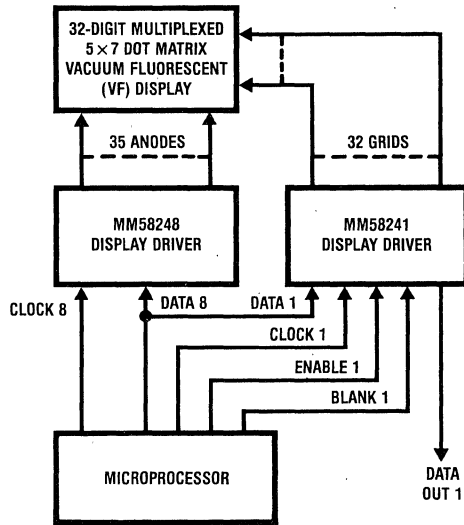 32-DIGIT MULTIPLEXED
5 × 7 DOT MATRIX
VACUUM FLUORESCENT
(VF) DISPLAY
35 ANODES
32 GRIDS
MM58248
DISPLAY DRIVER
MM58241
DISPLAY DRIVER
CLOCK 8
DATA 8
DATA 1
CLOCK 1
ENABLE 1
BLANK 1
MICROPROCESSOR
DATA
OUT 1